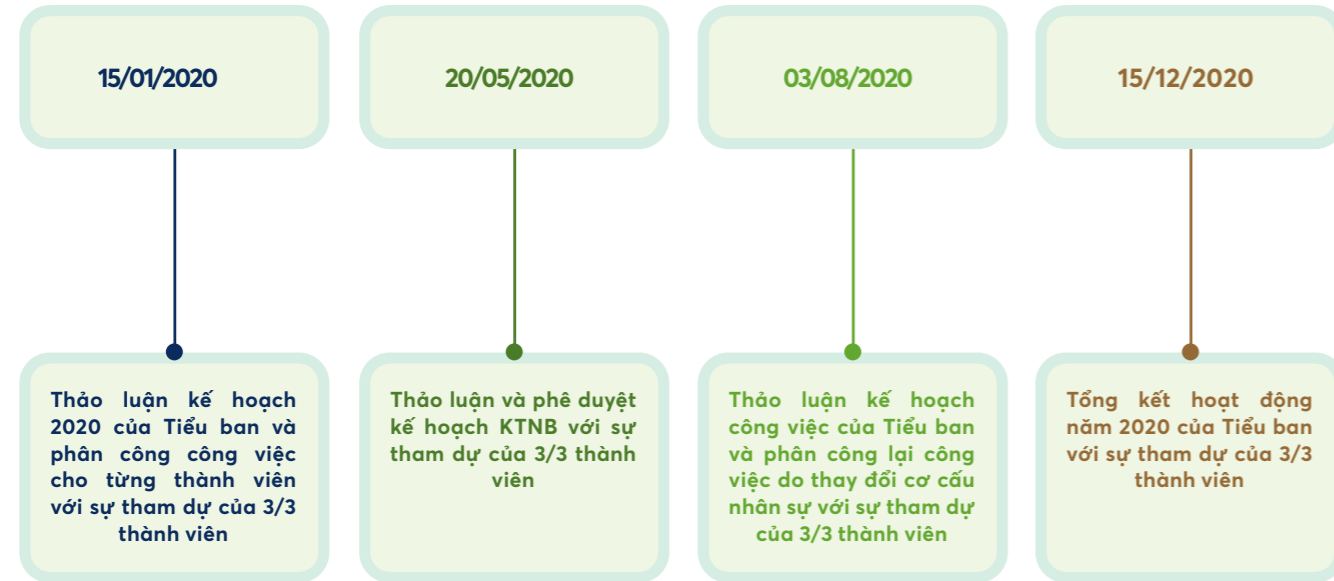 15/01/2020
20/05/2020
03/08/2020
15/12/2020
Thảo luận kế hoạch
2020 của Tiểu ban và
phân công công việc
cho từng thành viên
với sự tham dự của 3/3
thành viên
Thảo luận và phê duyệt
kế hoạch KTNB với sự
tham dự của 3/3 thành
viên
Thảo luận kế hoạch
công việc của Tiểu ban
và phân công lại công
việc do thay đổi cơ cấu
nhân sự với sự tham dự
của 3/3 thành viên
Tổng kết hoạt động
năm 2020 của Tiểu ban
với sự tham dự của 3/3
thành viên